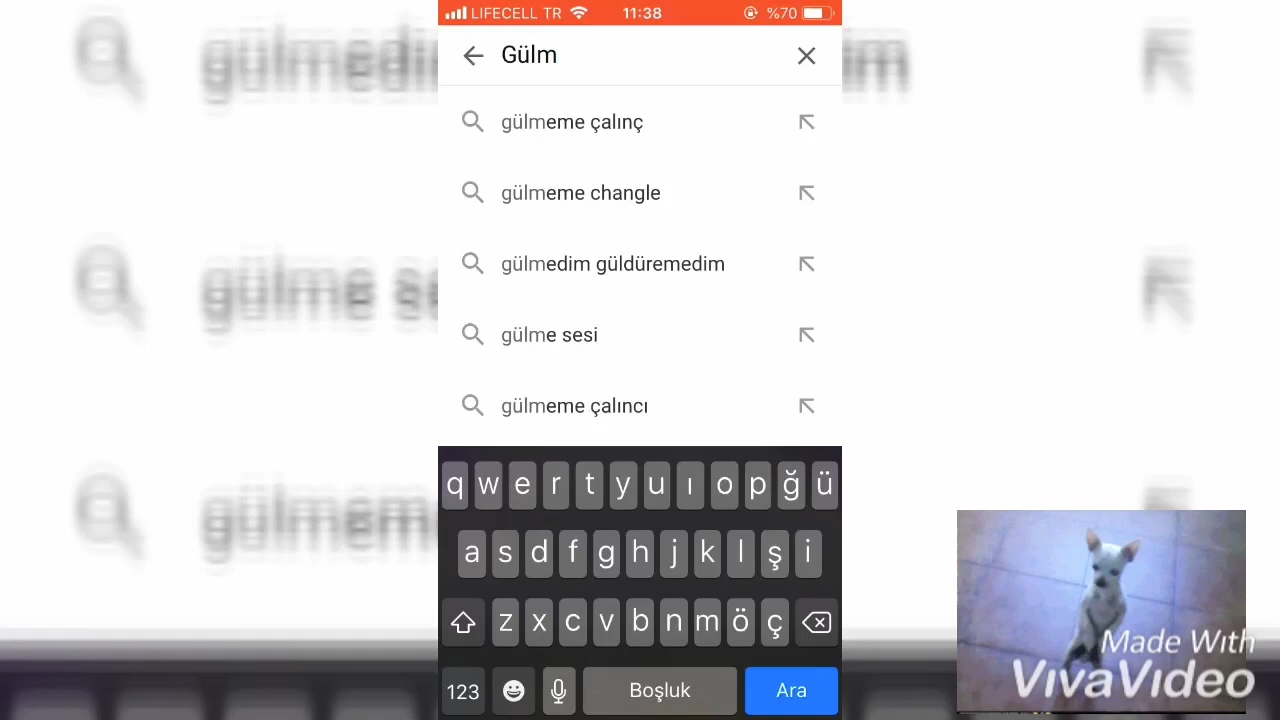 LIFECELL TR 11:38 %70
Gülm
gülmeme çalınç
gülmeme changle
gülmedim güldüremedim
gülme sesi
gülmeme çalıncı
q w e r t y u ı o p ğ ü
a s d f g h j k l ş i
z x c v b n m ö ç
123 Boşluk Ara
Made With
VivaVideo